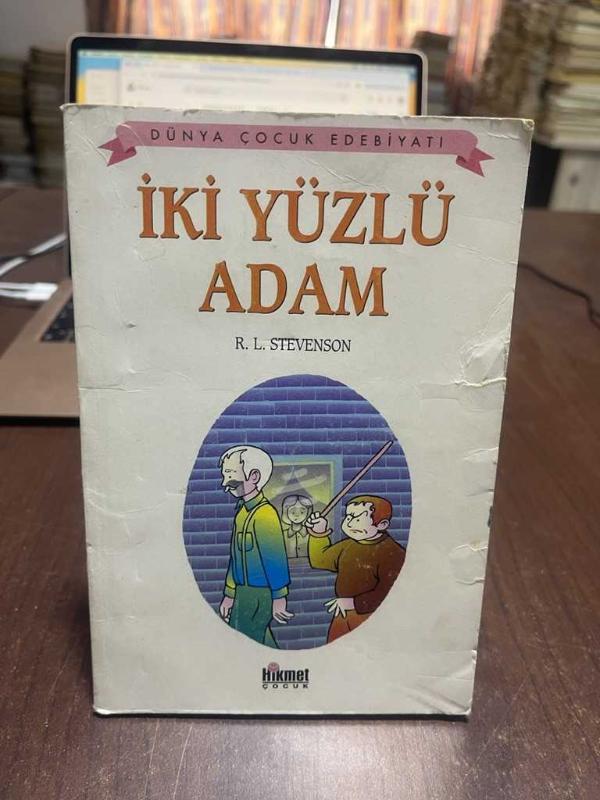 DÜNYA ÇOCUK EDEBİYATI
İKİ YÜZLÜ
ADAM
R. L. STEVENSON
Hikmet
ÇOCUK